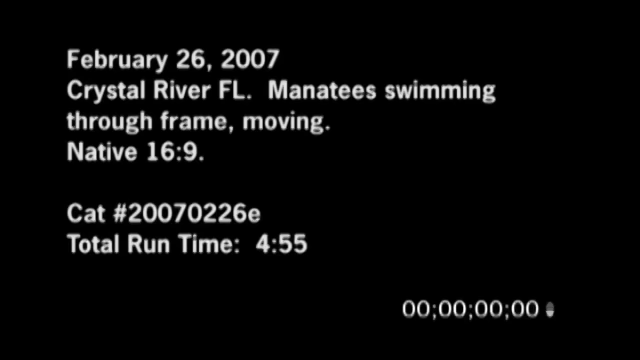 February 26, 2007
Crystal River FL.  Manatees swimming
through frame, moving.
Native 16:9.
Cat #20070226e
Total Run Time:  4:55
00;00;00;00